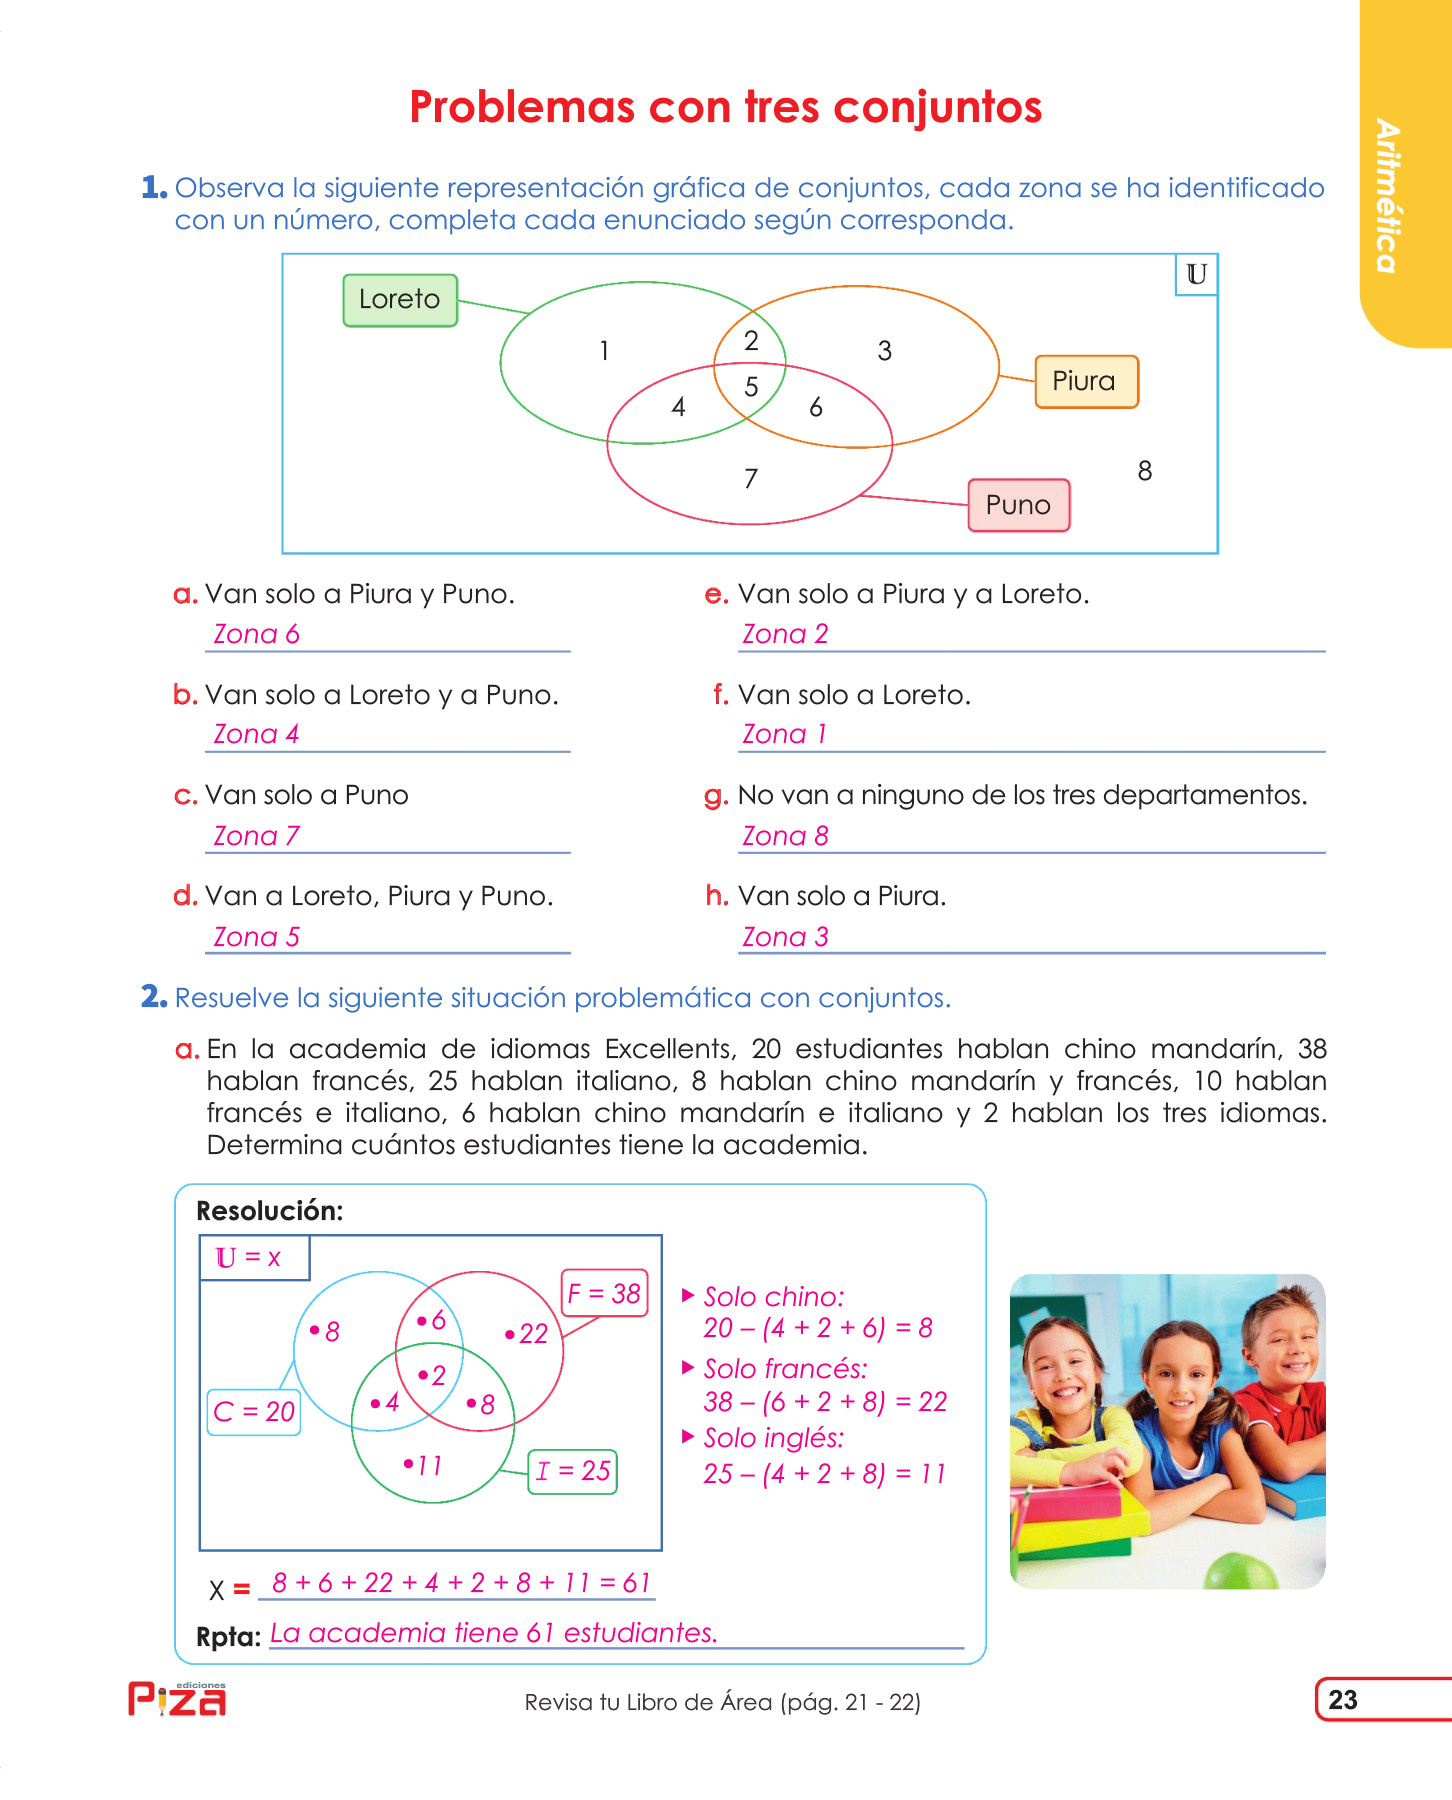 Aritmética
Problemas con tres conjuntos
1. Observa la siguiente representación gráfica de conjuntos, cada zona se ha identificado
con un número, completa cada enunciado según corresponda.
U
Loreto
1
2
3
Piura
4
5
6
7
8
Puno
a. Van solo a Piura y Puno.
Zona 6
b. Van solo a Loreto y a Puno.
Zona 4
c. Van solo a Puno
Zona 7
d. Van a Loreto, Piura y Puno.
Zona 5
e. Van solo a Piura y a Loreto.
Zona 2
f. Van solo a Loreto.
Zona 1
g. No van a ninguno de los tres departamentos.
Zona 8
h. Van solo a Piura.
Zona 3
2. Resuelve la siguiente situación problemática con conjuntos.
a. En la academia de idiomas Excellents, 20 estudiantes hablan chino mandarín, 38
hablan francés, 25 hablan italiano, 8 hablan chino mandarín y francés, 10 hablan
francés e italiano, 6 hablan chino mandarín e italiano y 2 hablan los tres idiomas.
Determina cuántos estudiantes tiene la academia.
Resolución:
U = x
F = 38
•8
•6
•22
•2
•4
•8
C = 20
•11
I = 25
▶ Solo chino:
20 – (4 + 2 + 6) = 8
▶ Solo francés:
38 – (6 + 2 + 8) = 22
▶ Solo inglés:
25 – (4 + 2 + 8) = 11
X = 8 + 6 + 22 + 4 + 2 + 8 + 11 = 61
Rpta: La academia tiene 61 estudiantes.
ediciones
Piza
Revisa tu Libro de Área (pág. 21 - 22)
23